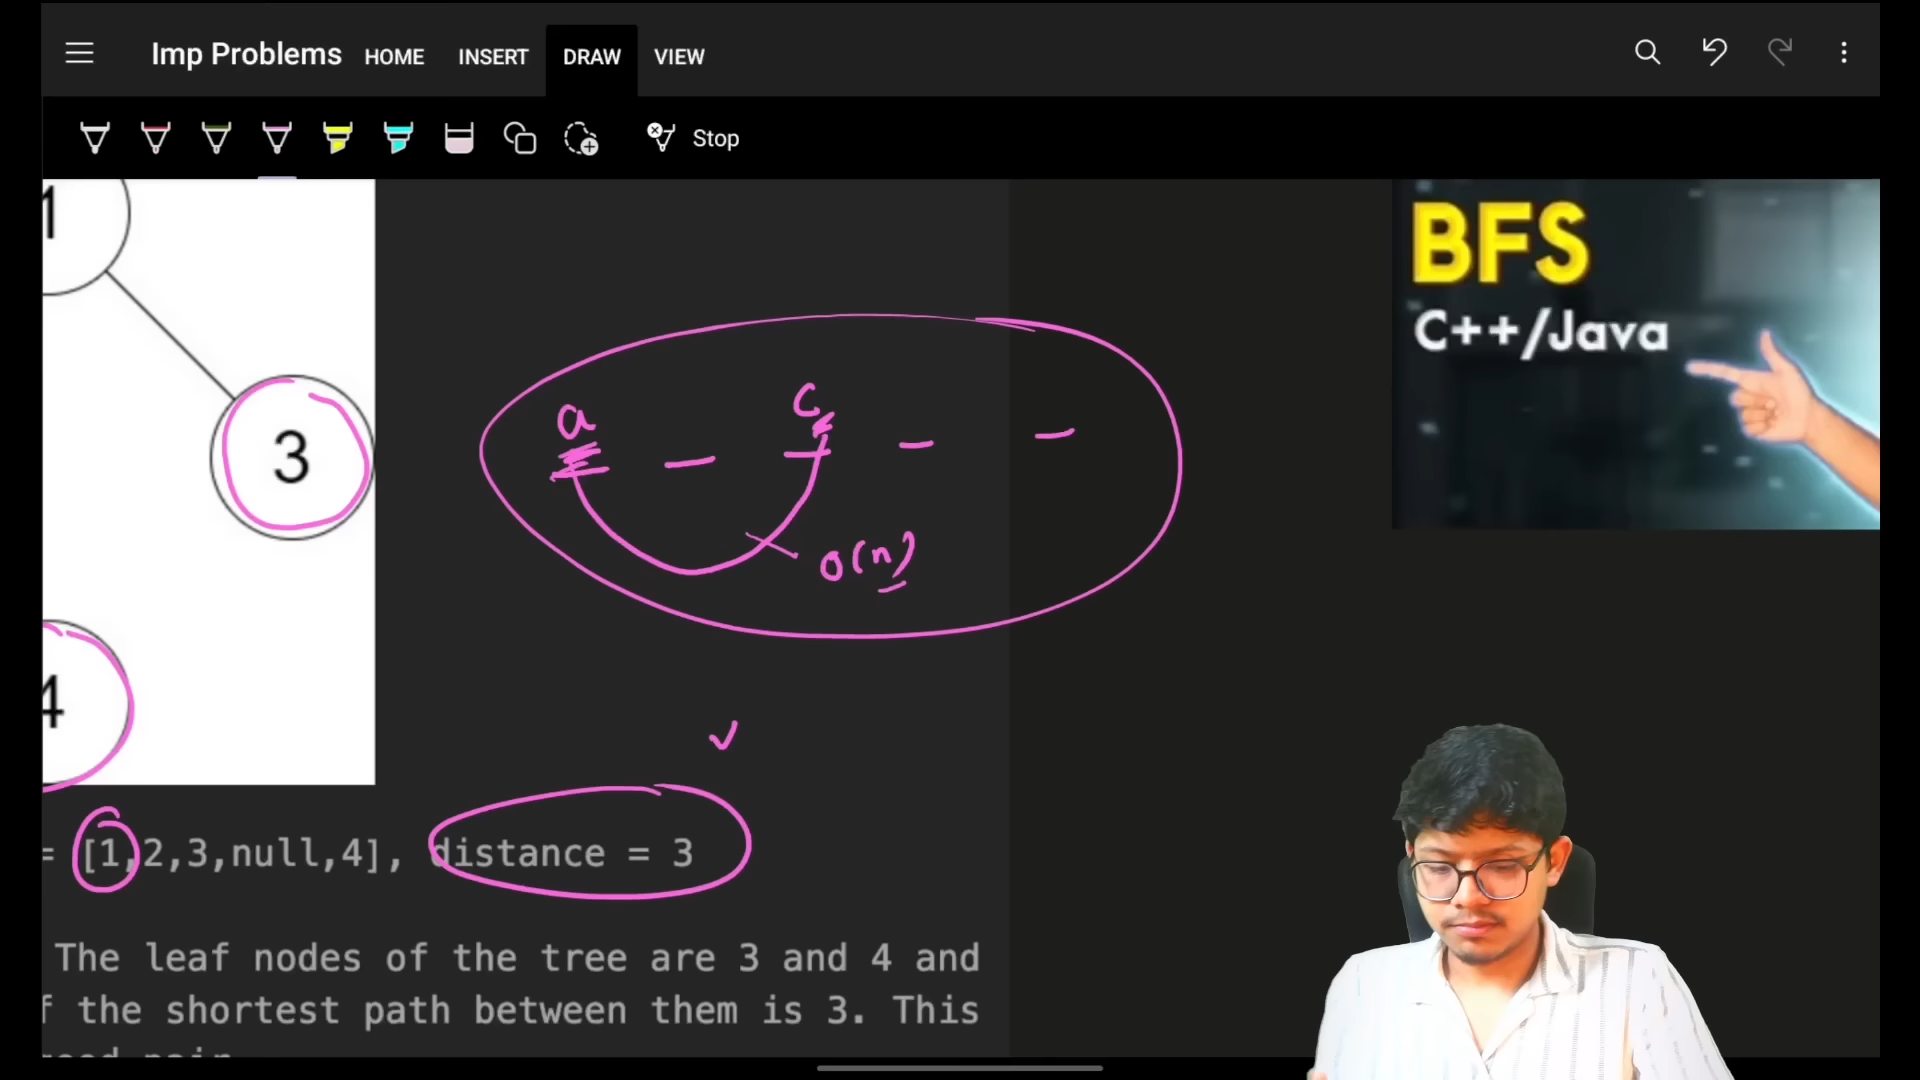 Imp Problems HOME INSERT DRAW VIEW
Stop
1
3
4
BFS
C++/Java
a c
O(n)
= [1,2,3,null,4], distance = 3
The leaf nodes of the tree are 3 and 4 and
f the shortest path between them is 3. This